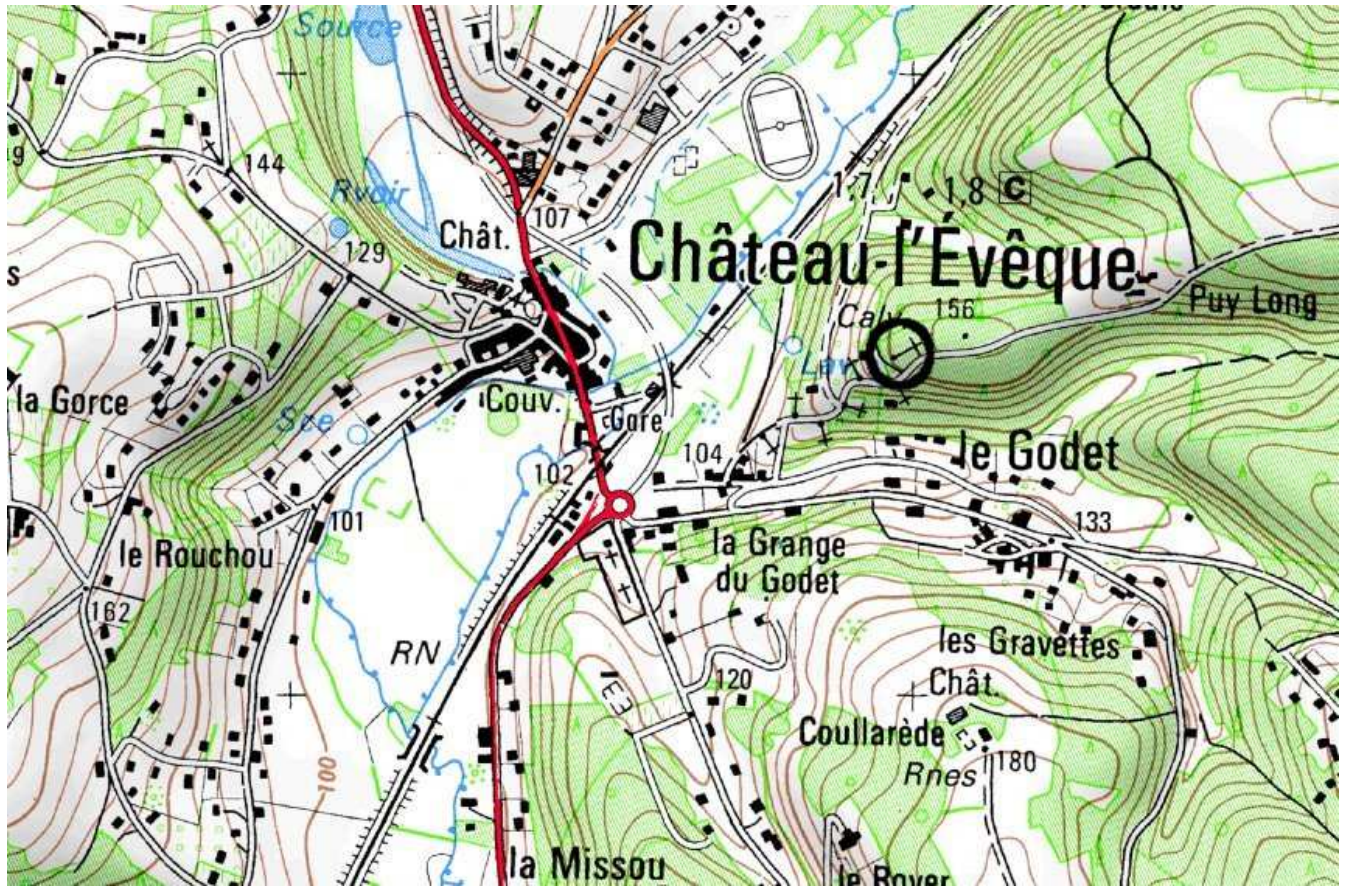 Source
144
Rvoir
107
Chât.
1,7
1,8 C
129
Château-l'Évêque
156
Puy Long
Calv.
Lav.
la Gorce
Couv.
Gare
Sce
104
le Godet
102
101
133
le Rouchou
la Grange
du Godet
162
les Gravettes
RN
120
Chât.
Coullarède
Rnes
180
100
la Missou